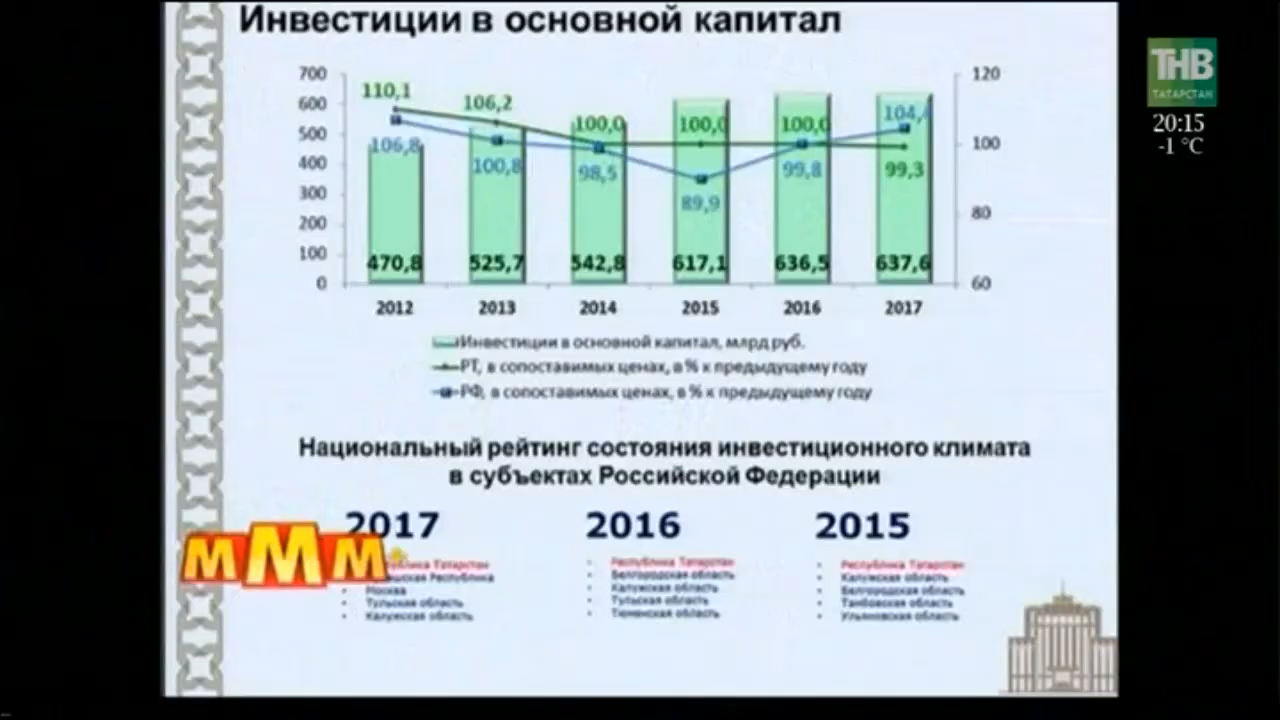 Инвестиции в основной капитал
ТНВ
ТАТАРСТАН
20:15
-1 °C
700
600
500
400
300
200
100
0
120
100
80
60
110,1
106,2
100,0
100,0
100,0
99,3
106,8
100,8
98,5
89,9
99,8
104,4
470,8
525,7
542,8
617,1
636,5
637,6
2012
2013
2014
2015
2016
2017
Инвестиции в основной капитал, млрд руб.
РТ, в сопоставимых ценах, в % к предыдущему году
РФ, в сопоставимых ценах, в % к предыдущему году
Национальный рейтинг состояния инвестиционного климата
в субъектах Российской Федерации
2017
Татарстан
Республика
• Москва
• Тульская область
• Калужская область
2016
• Республика Татарстан
• Белгородская область
• Калужская область
• Тульская область
• Тюменская область
2015
• Республика Татарстан
• Калужская область
• Белгородская область
• Тамбовская область
• Ульяновская область
МММ